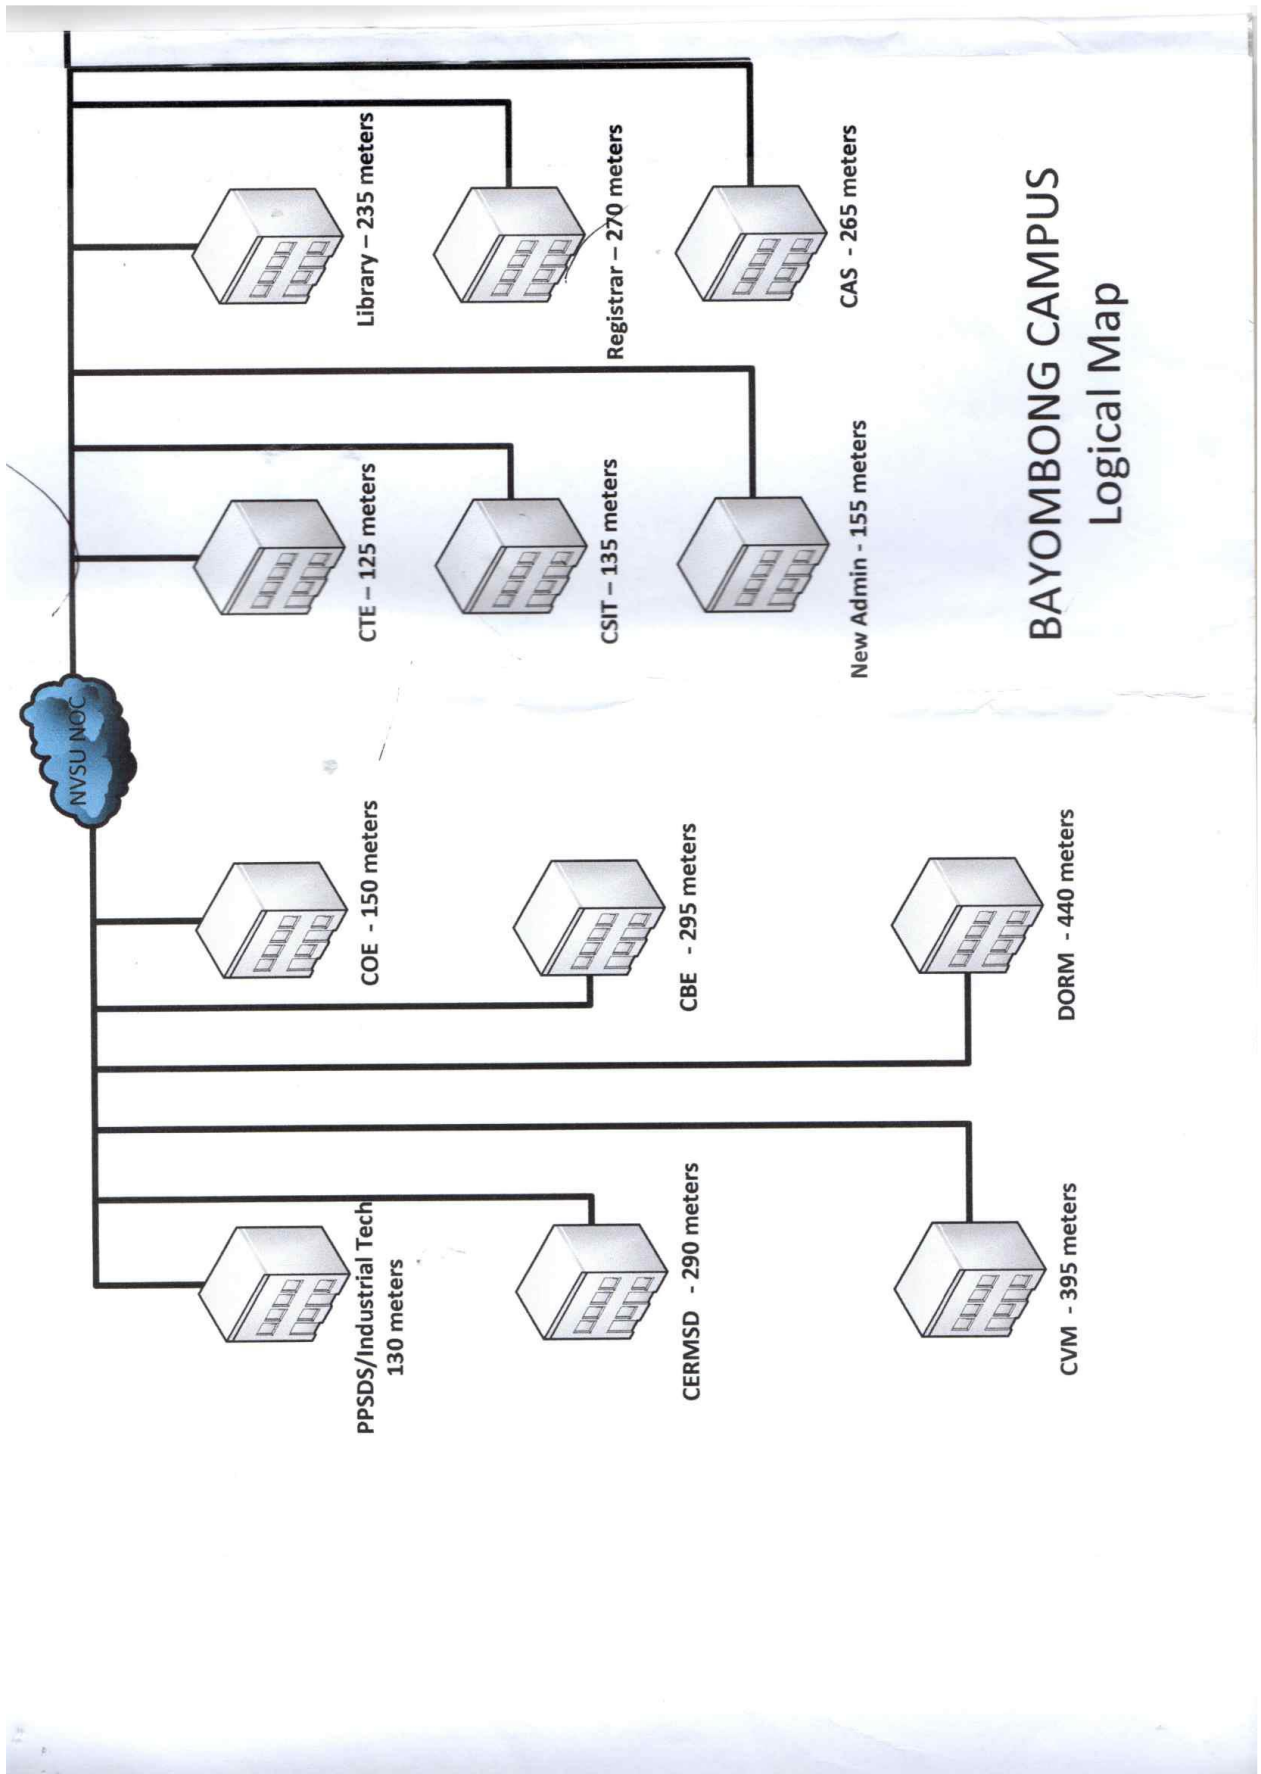 NVSU NOC
PPSDS/Industrial Tech
130 meters
COE - 150 meters
CTE – 125 meters
Library – 235 meters
CERMSD - 290 meters
CBE - 295 meters
CSIT – 135 meters
Registrar – 270 meters
CVM - 395 meters
DORM - 440 meters
New Admin - 155 meters
CAS - 265 meters
BAYOMBONG CAMPUS
Logical Map